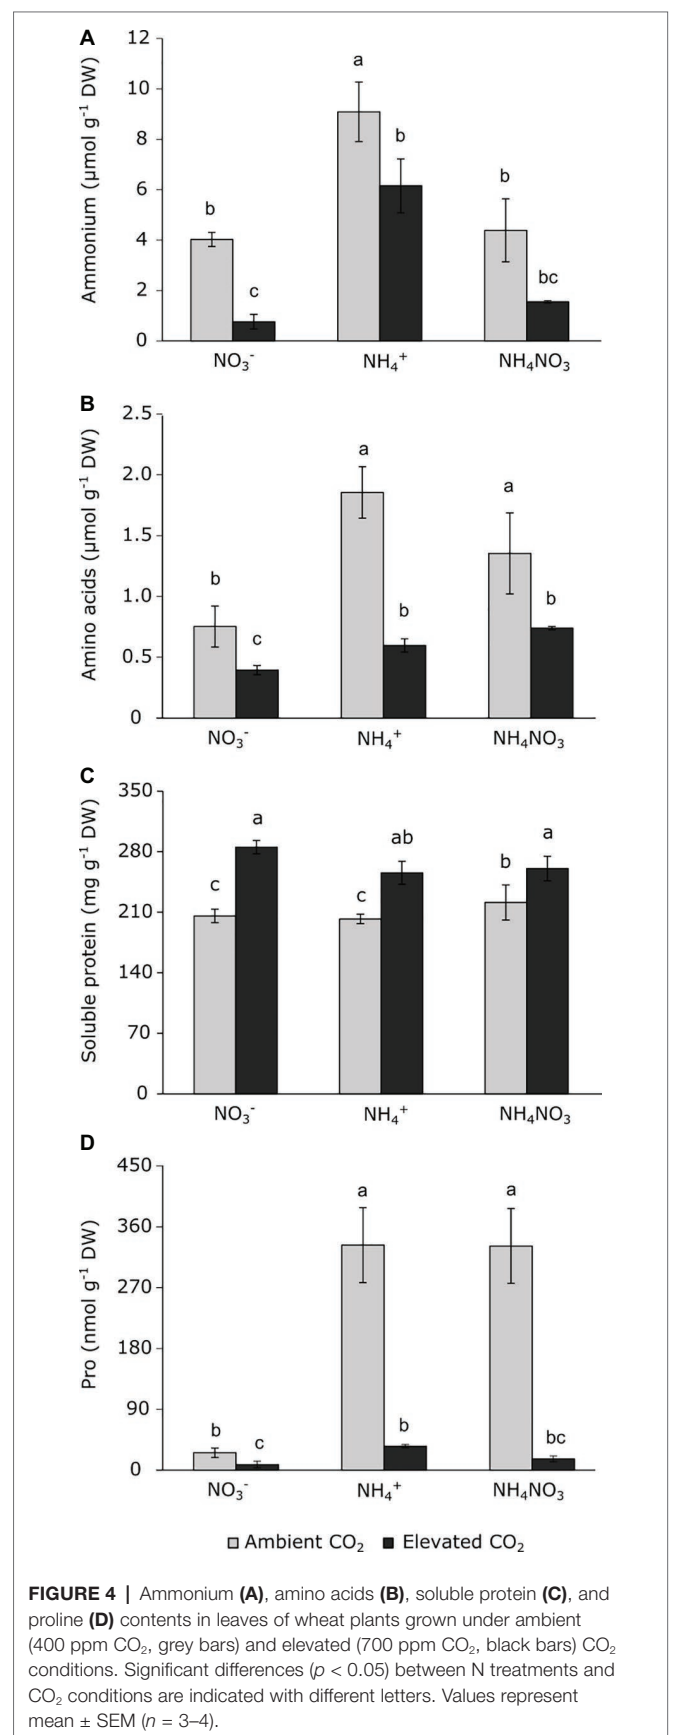 A
Ammonium (µmol g⁻¹ DW)
12
10
8
6
4
2
0
b
c
a
b
b
bc
NO₃⁻
NH₄⁺
NH₄NO₃
B
Amino acids (µmol g⁻¹ DW)
2.5
2.0
1.5
1.0
0.5
0
b
c
a
b
a
b
NO₃⁻
NH₄⁺
NH₄NO₃
C
Soluble protein (mg g⁻¹ DW)
350
280
210
140
70
0
c
a
c
ab
b
a
NO₃⁻
NH₄⁺
NH₄NO₃
D
Pro (nmol g⁻¹ DW)
450
360
270
180
90
0
b
c
a
b
a
bc
NO₃⁻
NH₄⁺
NH₄NO₃
Ambient CO₂ Elevated CO₂
FIGURE 4 | Ammonium (A), amino acids (B), soluble protein (C), and
proline (D) contents in leaves of wheat plants grown under ambient
(400 ppm CO₂, grey bars) and elevated (700 ppm CO₂, black bars) CO₂
conditions. Significant differences (p < 0.05) between N treatments and
CO₂ conditions are indicated with different letters. Values represent
mean ± SEM (n = 3–4).